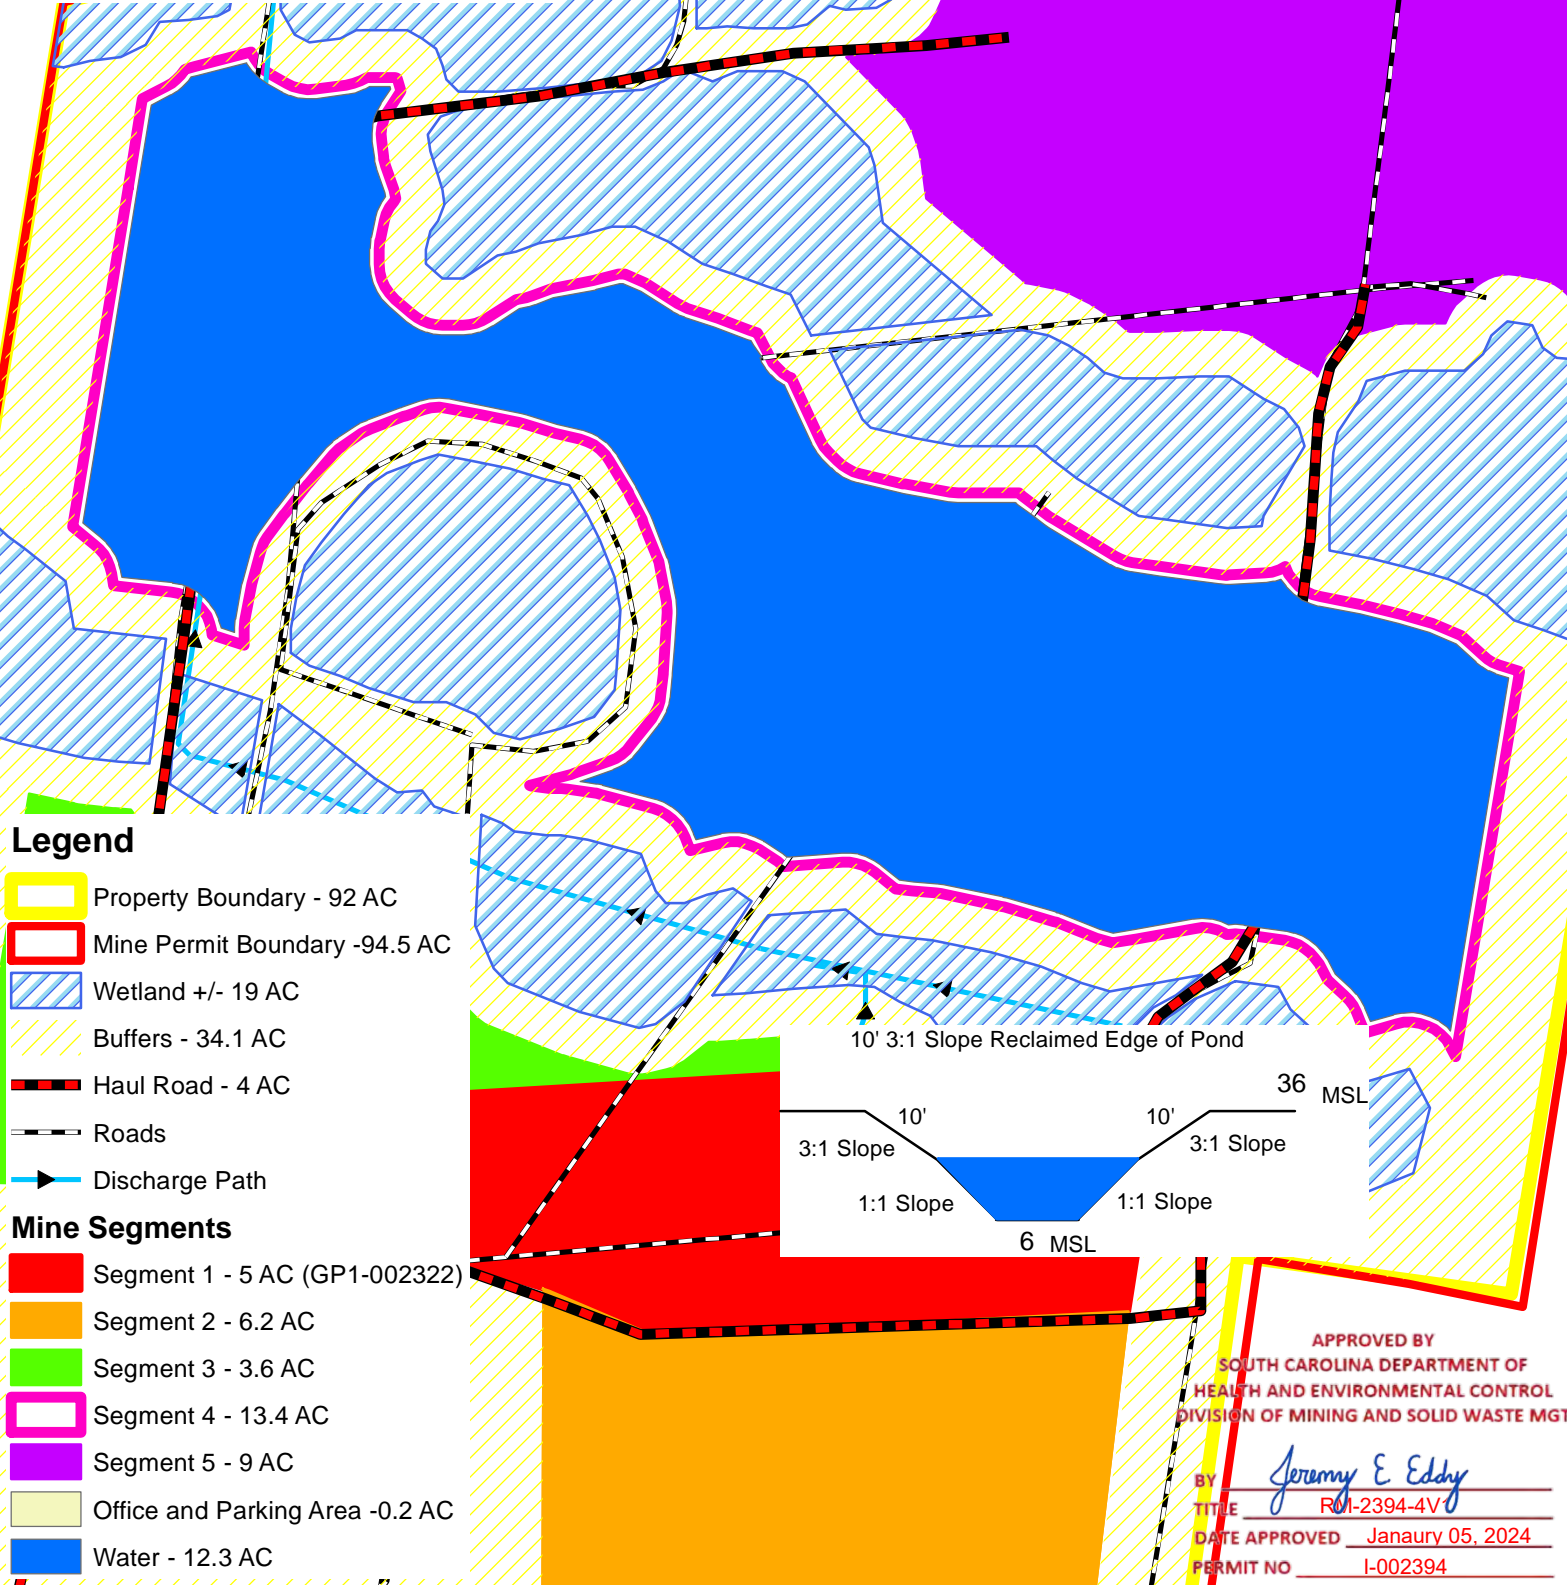 Legend
Property Boundary - 92 AC
Mine Permit Boundary -94.5 AC
Wetland +/- 19 AC
Buffers - 34.1 AC
Haul Road - 4 AC
Roads
Discharge Path
Mine Segments
Segment 1 - 5 AC (GP1-002322)
Segment 2 - 6.2 AC
Segment 3 - 3.6 AC
Segment 4 - 13.4 AC
Segment 5 - 9 AC
Office and Parking Area -0.2 AC
Water - 12.3 AC
10' 3:1 Slope Reclaimed Edge of Pond
36 MSL
10' 10'
3:1 Slope 3:1 Slope
1:1 Slope 1:1 Slope
6 MSL
APPROVED BY
SOUTH CAROLINA DEPARTMENT OF
HEALTH AND ENVIRONMENTAL CONTROL
DIVISION OF MINING AND SOLID WASTE MGT
BY Jeremy E Eddy
TITLE RM-2394-4V1
DATE APPROVED Janaury 05, 2024
PERMIT NO I-002394